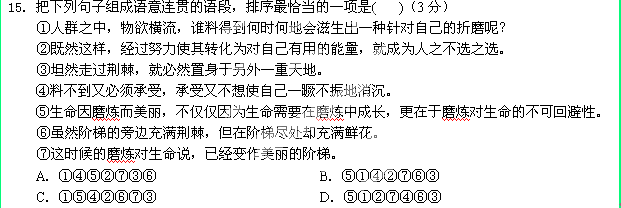 15. 把下列句子组成语意连贯的语段，排序最恰当的一项是(　　)(3 分)
①人群之中，物欲横流，谁料得到何时何地会滋生出一种针对自己的折磨呢？
②既然这样，经过努力使其转化为对自己有用的能量，就成为人之不选之选。
③坦然走过荆棘，就必然置身于另外一重天地。
④料不到又必须承受，承受又不想使自己一蹶不振地消沉。
⑤生命因磨炼而美丽，不仅仅因为生命需要在磨炼中成长，更在于磨炼对生命的不可回避性。
⑥虽然阶梯的旁边充满荆棘，但在阶梯尽处却充满鲜花。
⑦这时候的磨炼对生命说，已经变作美丽的阶梯。
A. ①④⑤②⑦③⑥　　B. ⑤①④②⑦⑥③
C. ①⑤④②⑥⑦③　　D. ⑤①②⑦④⑥③